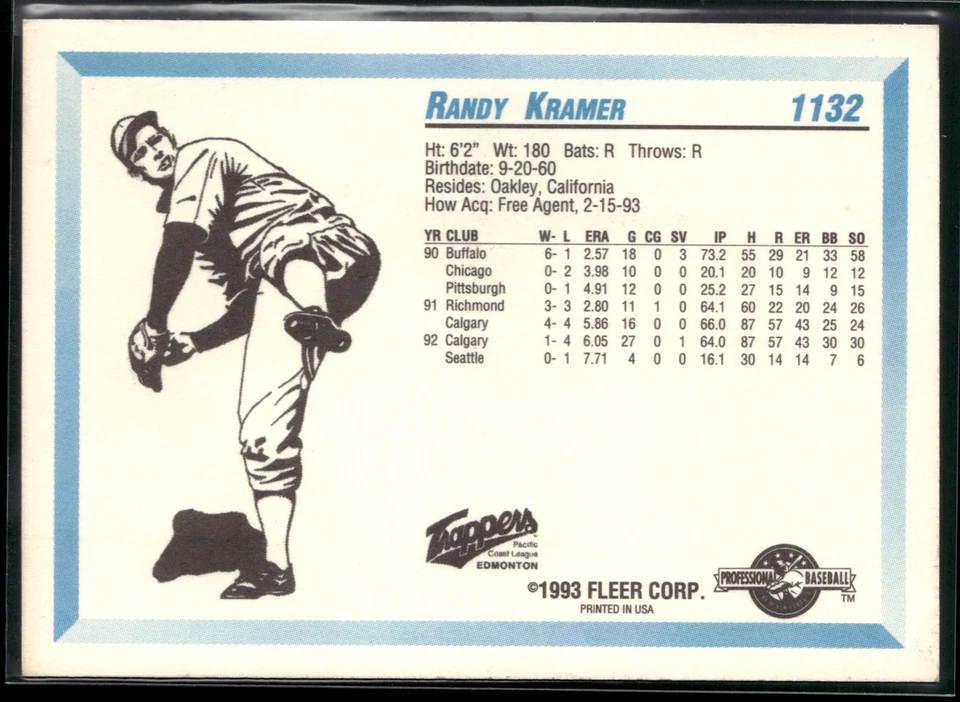 RANDY KRAMER 1132
Ht: 6'2" Wt: 180 Bats: R Throws: R
Birthdate: 9-20-60
Resides: Oakley, California
How Acq: Free Agent, 2-15-93
YR CLUB W- L ERA G CG SV IP H R ER BB SO
90 Buffalo 6- 1 2.57 18 0 3 73.2 55 29 21 33 58
Chicago 0- 2 3.98 10 0 0 20.1 20 10 9 12 12
Pittsburgh 0- 1 4.91 12 0 0 25.2 27 15 14 9 15
91 Richmond 3- 3 2.80 11 1 0 64.1 60 22 20 24 26
Calgary 4- 4 5.86 16 0 0 66.0 87 57 43 25 24
92 Calgary 1- 4 6.05 27 0 1 64.0 87 57 43 30 30
Seattle 0- 1 7.71 4 0 0 16.1 30 14 14 7 6
Trappers
Pacific
Coast League
EDMONTON
©1993 FLEER CORP.
PRINTED IN USA
PROFESSIONAL BASEBALL
TM